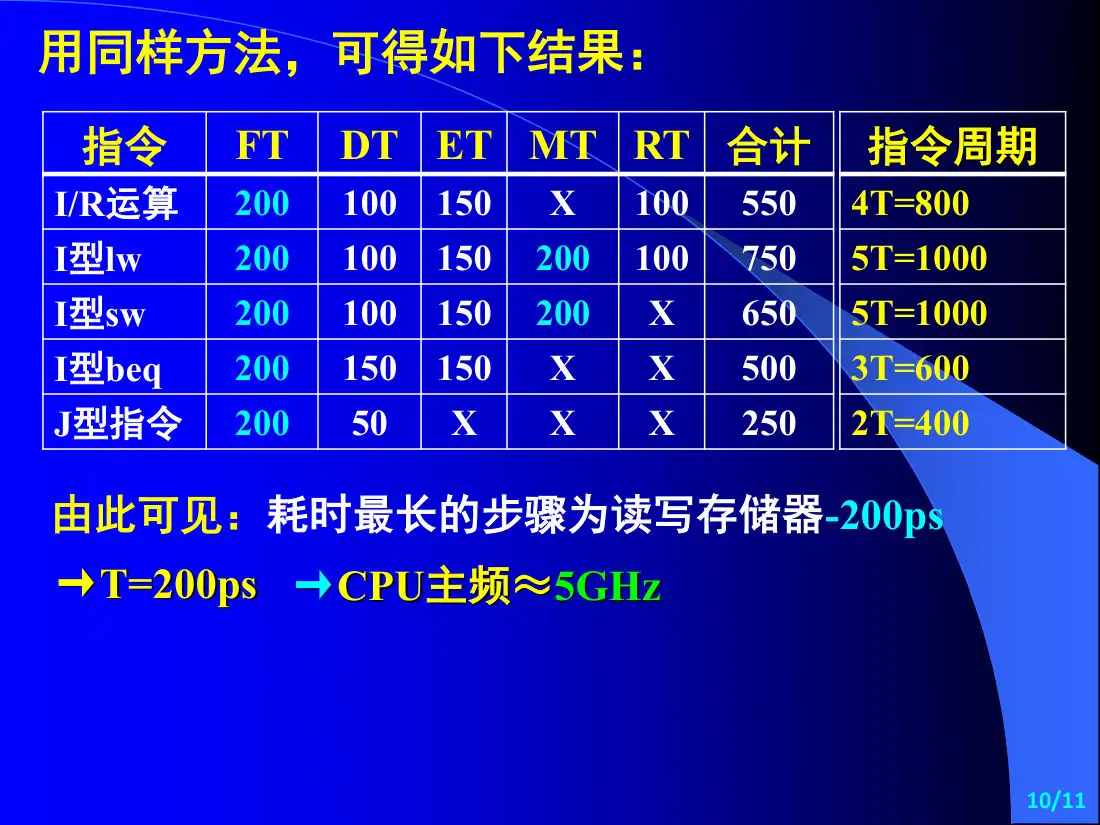 用同样方法，可得如下结果：
指令 FT DT ET MT RT 合计 指令周期
I/R运算 200 100 150 X 100 550 4T=800
I型lw 200 100 150 200 100 750 5T=1000
I型sw 200 100 150 200 X 650 5T=1000
I型beq 200 150 150 X X 500 3T=600
J型指令 200 50 X X X 250 2T=400
由此可见：耗时最长的步骤为读写存储器-200ps
→T=200ps →CPU主频≈5GHz
10/11